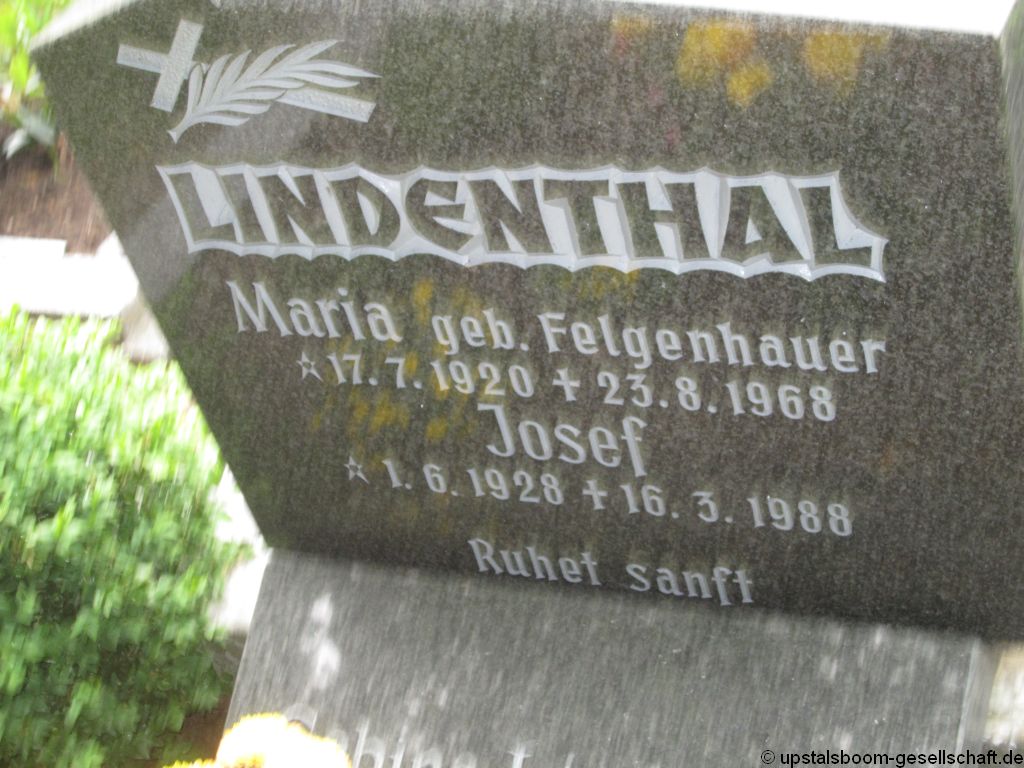 LINDENTHAL
Maria geb. Felgenhauer
☆ 17. 7. 1920 ✝ 23. 8. 1968
Josef
☆ 1. 6. 1928 ✝ 16. 3. 1988
Ruhet sanft
© upstalsboom-gesellschaft.de